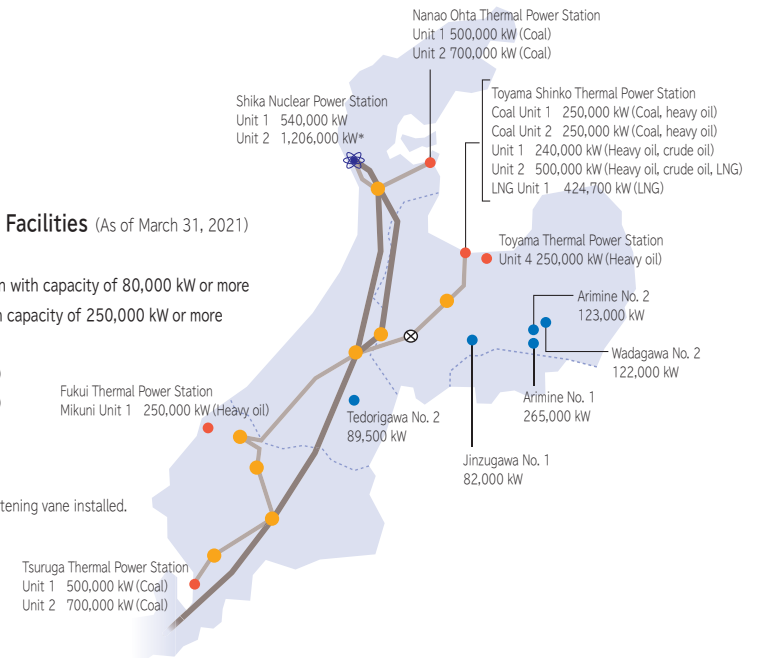 Nanao Ohta Thermal Power Station
Unit 1 500,000 kW (Coal)
Unit 2 700,000 kW (Coal)
Shika Nuclear Power Station
Unit 1 540,000 kW
Unit 2 1,206,000 kW*
Toyama Shinko Thermal Power Station
Coal Unit 1 250,000 kW (Coal, heavy oil)
Coal Unit 2 250,000 kW (Coal, heavy oil)
Unit 1 240,000 kW (Heavy oil, crude oil)
Unit 2 500,000 kW (Heavy oil, crude oil, LNG)
LNG Unit 1 424,700 kW (LNG)
Facilities (As of March 31, 2021)
Toyama Thermal Power Station
Unit 4 250,000 kW (Heavy oil)
with capacity of 80,000 kW or more
capacity of 250,000 kW or more
Arimine No. 2
123,000 kW
Wadagawa No. 2
122,000 kW
Arimine No. 1
265,000 kW
Fukui Thermal Power Station
Mikuni Unit 1 250,000 kW (Heavy oil)
Tedorigawa No. 2
89,500 kW
Jinzugawa No. 1
82,000 kW
tening vane installed.
Tsuruga Thermal Power Station
Unit 1 500,000 kW (Coal)
Unit 2 700,000 kW (Coal)